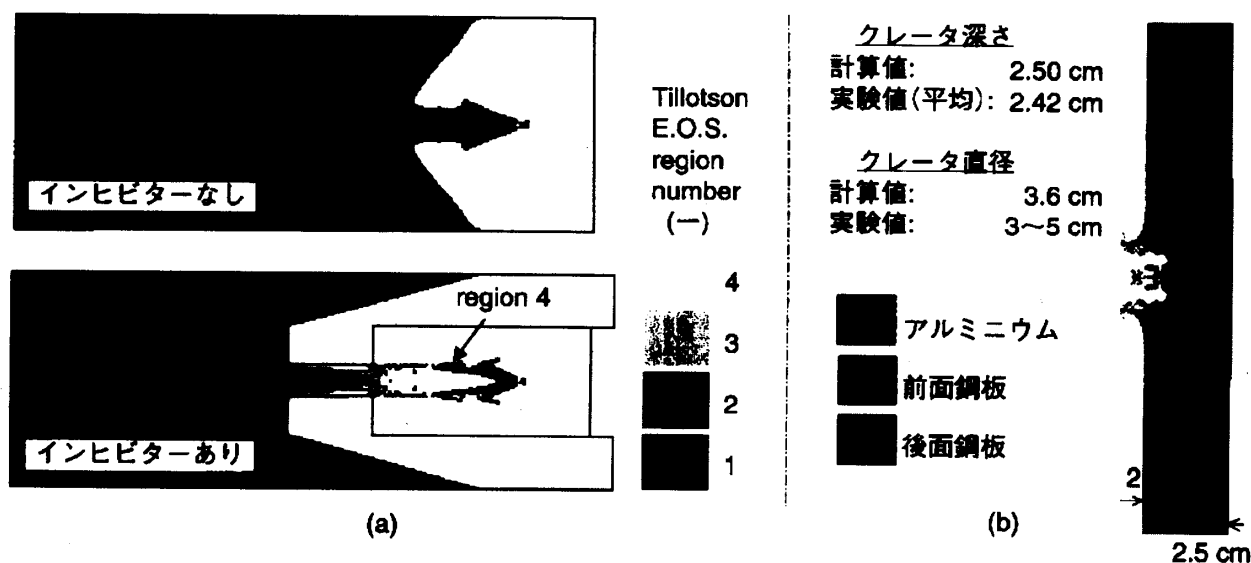 インヒビターなし
インヒビターあり
region 4
(a)
Tillotson
E.O.S.
region
number
(一)
4
3
2
1
クレータ深さ
計算値: 2.50 cm
実験値(平均): 2.42 cm
クレータ直径
計算値: 3.6 cm
実験値: 3〜5 cm
アルミニウム
前面鋼板
後面鋼板
(b)
2
2.5 cm